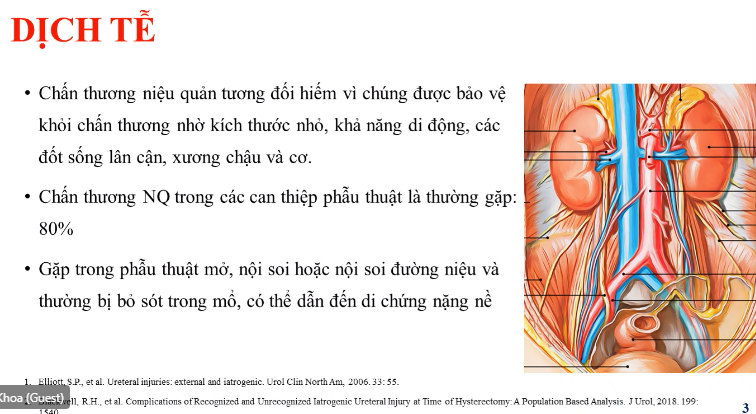 DỊCH TỄ
• Chấn thương niệu quản tương đối hiếm vì chúng được bảo vệ
khỏi chấn thương nhờ kích thước nhỏ, khả năng di động, các
đốt sống lân cận, xương chậu và cơ.
• Chấn thương NQ trong các can thiệp phẫu thuật là thường gặp:
80%
• Gặp trong phẫu thuật mở, nội soi hoặc nội soi đường niệu và
thường bị bỏ sót trong mổ, có thể dẫn đến di chứng nặng nề
1. Elliott, S.P., et al. Ureteral injuries: external and iatrogenic. Urol Clin North Am, 2006. 33: 55.
Khoa (Guest)
R.H., et al. Complications of Recognized and Unrecognized Iatrogenic Ureteral Injury at Time of Hysterectomy: A Population Based Analysis. J Urol, 2018. 199:
1540.
3